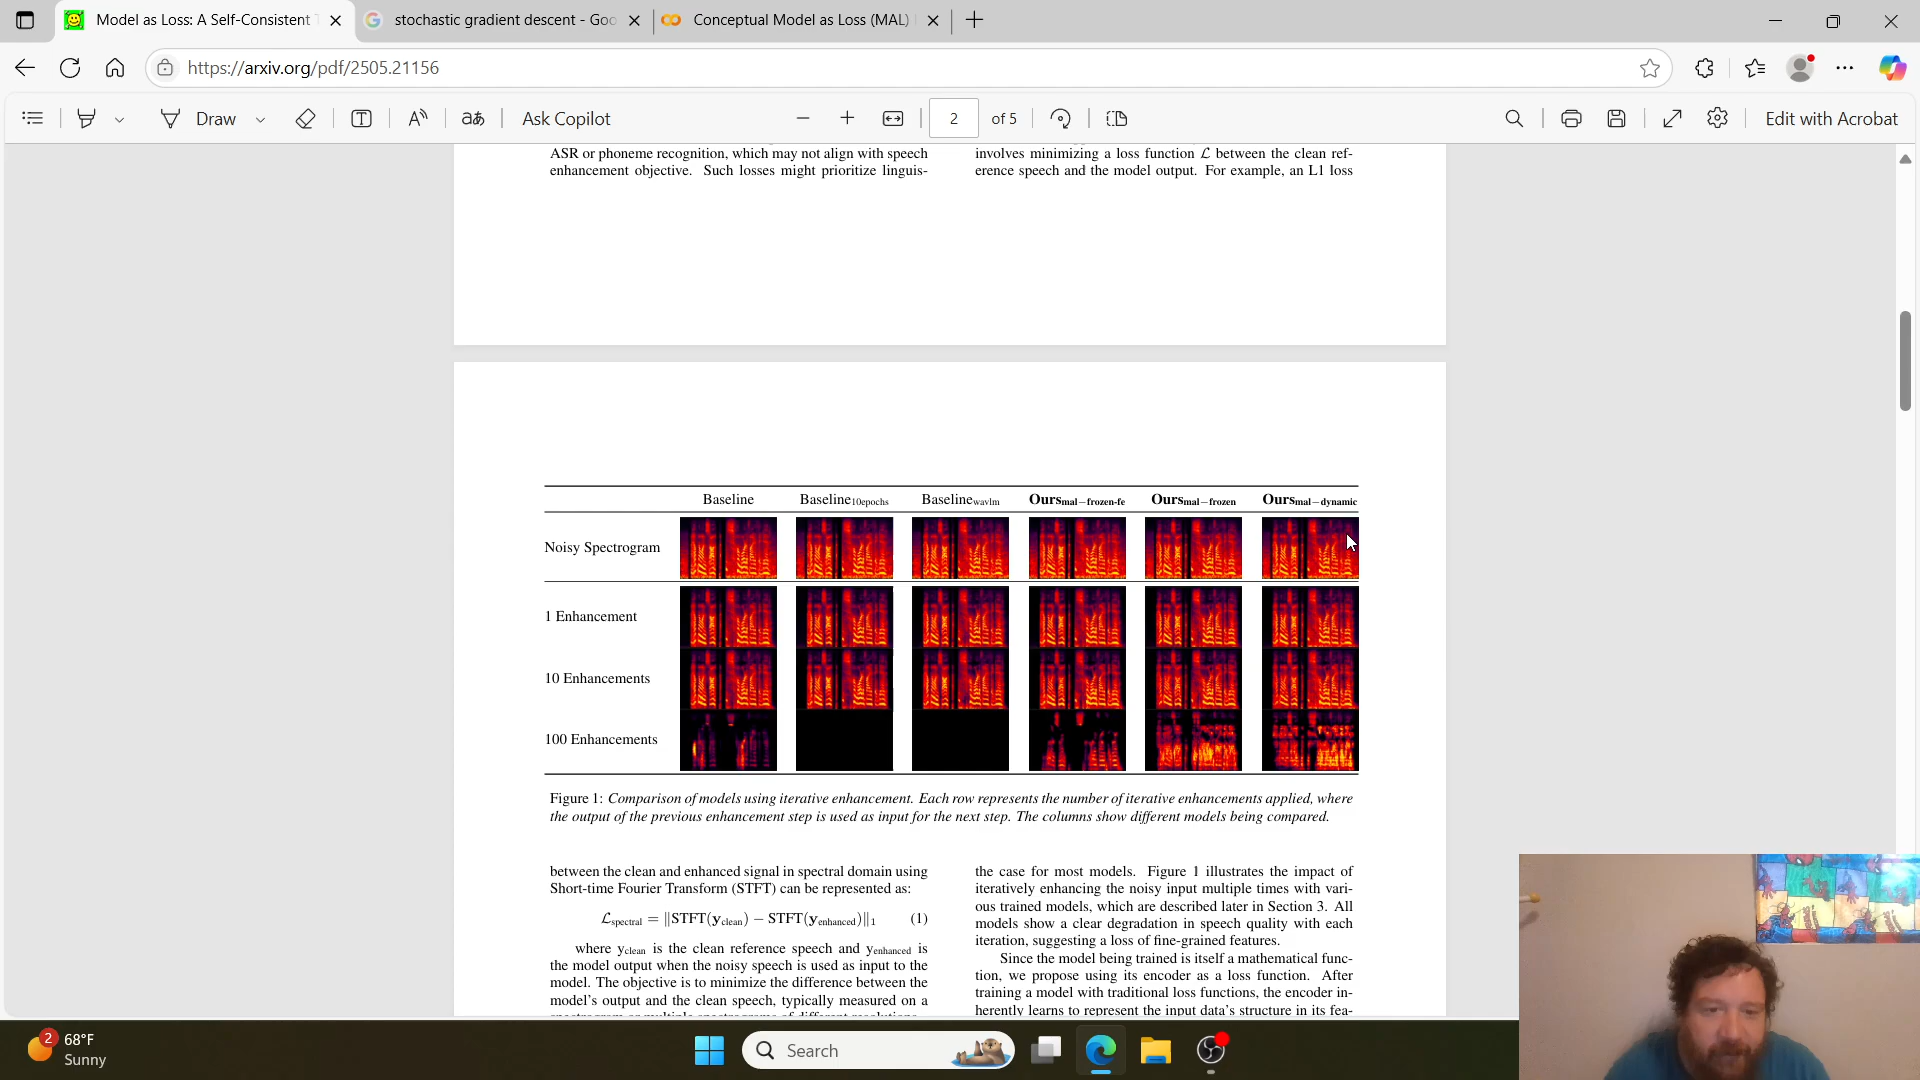 Model as Loss: A Self-Consistent T
stochastic gradient descent - Goo
Conceptual Model as Loss (MAL)
https://arxiv.org/pdf/2505.21156
Draw
aあ
Ask Copilot
2 of 5
Edit with Acrobat
ASR or phoneme recognition, which may not align with speech
enhancement objective. Such losses might prioritize linguis-
involves minimizing a loss function ℒ between the clean ref-
erence speech and the model output. For example, an L1 loss
Baseline Baseline10epochs Baselinewavlm Oursmal−frozen-fe Oursmal−frozen Oursmal−dynamic
Noisy Spectrogram
1 Enhancement
10 Enhancements
100 Enhancements
Figure 1: Comparison of models using iterative enhancement. Each row represents the number of iterative enhancements applied, where
the output of the previous enhancement step is used as input for the next step. The columns show different models being compared.
between the clean and enhanced signal in spectral domain using
Short-time Fourier Transform (STFT) can be represented as:
ℒspectral = ||STFT(yclean) − STFT(yenhanced)||1 (1)
where yclean is the clean reference speech and yenhanced is
the model output when the noisy speech is used as input to the
model. The objective is to minimize the difference between the
model's output and the clean speech, typically measured on a
the case for most models. Figure 1 illustrates the impact of
iteratively enhancing the noisy input multiple times with vari-
ous trained models, which are described later in Section 3. All
models show a clear degradation in speech quality with each
iteration, suggesting a loss of fine-grained features.
Since the model being trained is itself a mathematical func-
tion, we propose using its encoder as a loss function. After
training a model with traditional loss functions, the encoder in-
herently learns to represent the input data's structure in its fea-
2
68°F
Sunny
Search